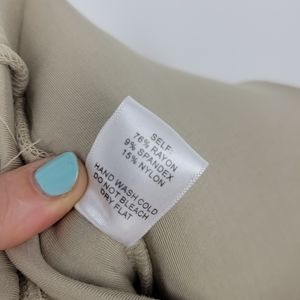 SELF:
76% RAYON
9% SPANDEX
15% NYLON
HAND WASH COLD
DO NOT BLEACH
DRY FLAT